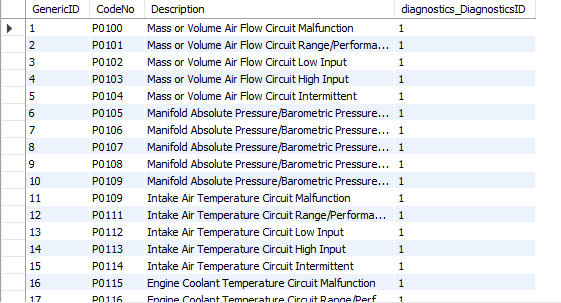 GenericID CodeNo Description diagnostics_DiagnosticsID
1 P0100 Mass or Volume Air Flow Circuit Malfunction 1
2 P0101 Mass or Volume Air Flow Circuit Range/Performa... 1
3 P0102 Mass or Volume Air Flow Circuit Low Input 1
4 P0103 Mass or Volume Air Flow Circuit High Input 1
5 P0104 Mass or Volume Air Flow Circuit Intermittent 1
6 P0105 Manifold Absolute Pressure/Barometric Pressure... 1
7 P0106 Manifold Absolute Pressure/Barometric Pressure... 1
8 P0107 Manifold Absolute Pressure/Barometric Pressure... 1
9 P0108 Manifold Absolute Pressure/Barometric Pressure... 1
10 P0109 Manifold Absolute Pressure/Barometric Pressure... 1
11 P0109 Intake Air Temperature Circuit Malfunction 1
12 P0111 Intake Air Temperature Circuit Range/Performa... 1
13 P0112 Intake Air Temperature Circuit Low Input 1
14 P0113 Intake Air Temperature Circuit High Input 1
15 P0114 Intake Air Temperature Circuit Intermittent 1
16 P0115 Engine Coolant Temperature Circuit Malfunction 1
17 P0116 Engine Coolant Temperature Circuit Range/Perf... 1